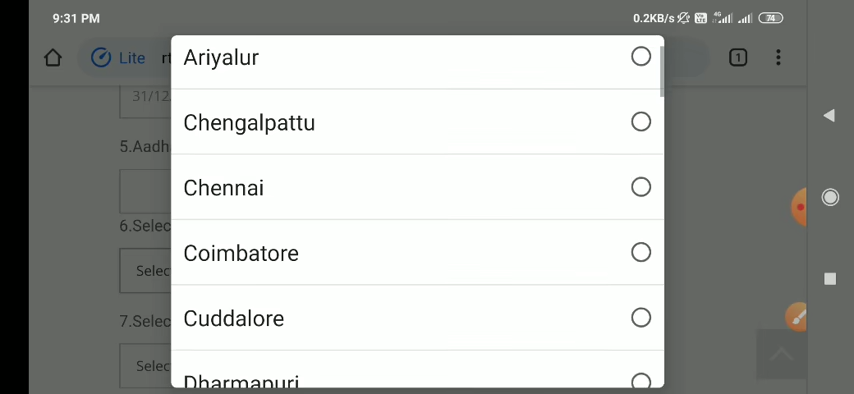 9:31 PM
0.2KB/s 4G 74
Lite
1
Ariyalur
31/12
Chengalpattu
5.Aadh
Chennai
6.Selec
Coimbatore
Selec
Cuddalore
7.Selec
Selec
Dharmapuri